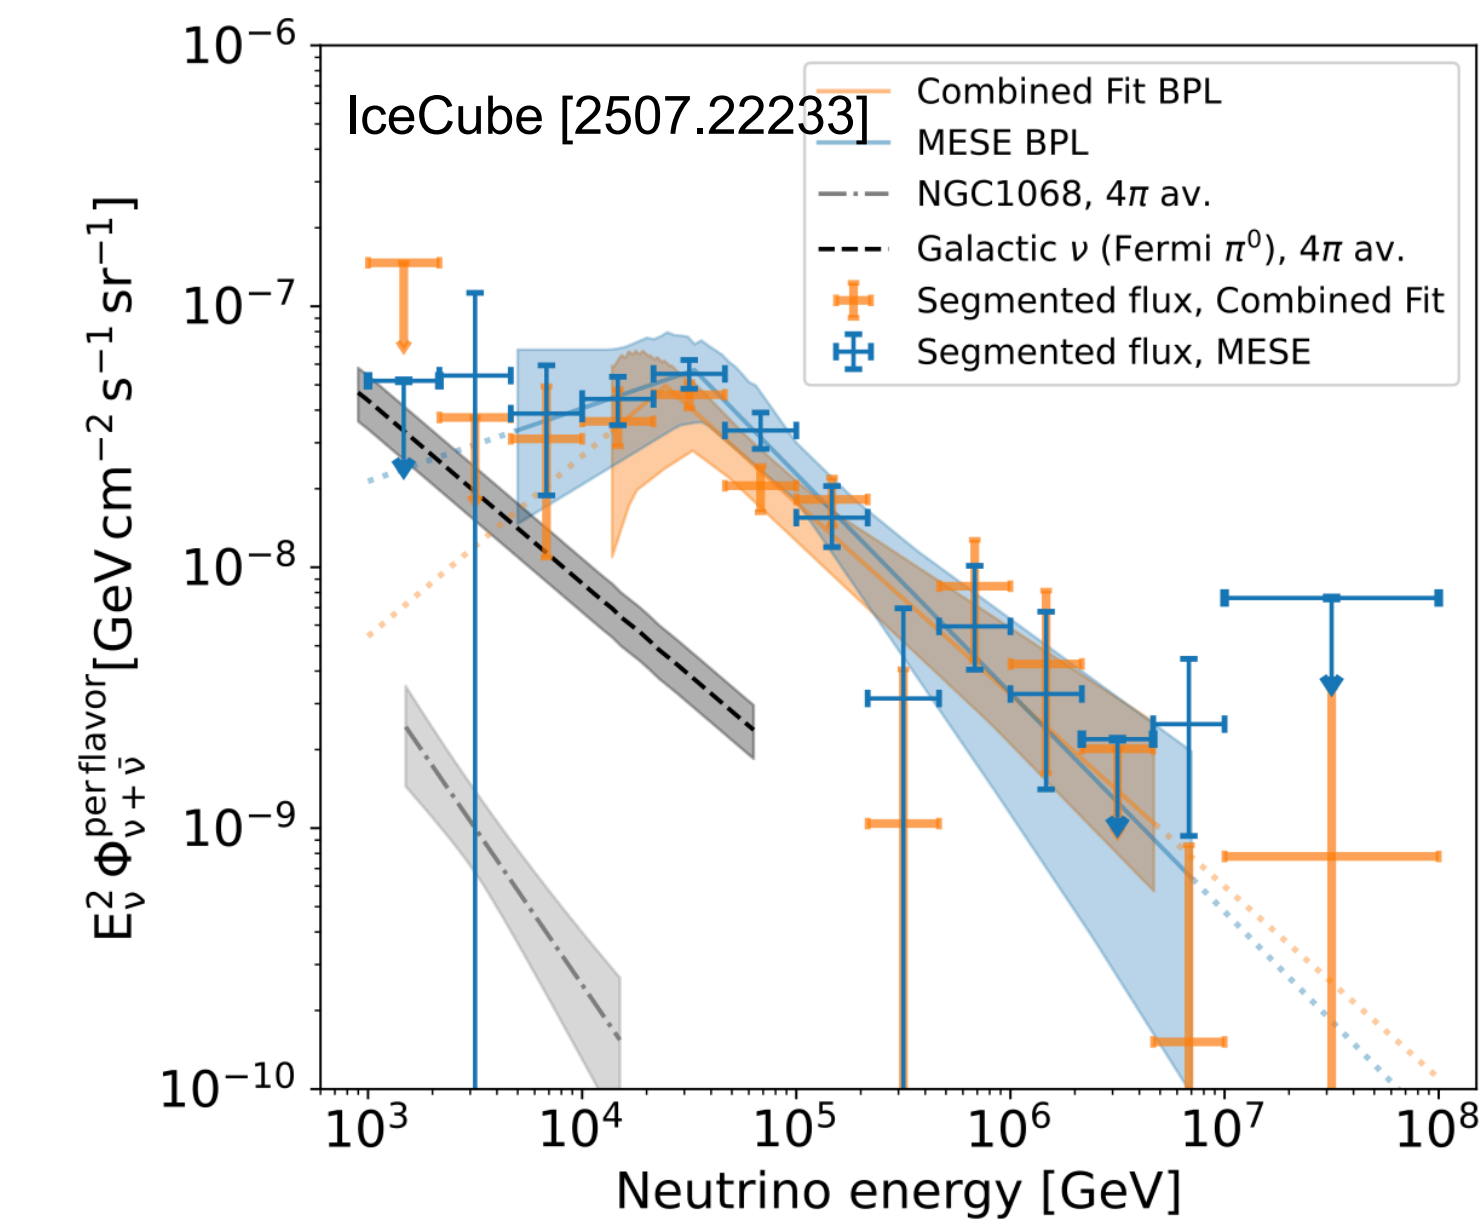 IceCube [2507.22233]
Combined Fit BPL
MESE BPL
NGC1068, 4π av.
Galactic ν (Fermi π⁰), 4π av.
Segmented flux, Combined Fit
Segmented flux, MESE
E²_ν Φ^{per flavor}_{ν+ν̄} [GeV cm⁻² s⁻¹ sr⁻¹]
10⁻⁶
10⁻⁷
10⁻⁸
10⁻⁹
10⁻¹⁰
10³ 10⁴ 10⁵ 10⁶ 10⁷ 10⁸
Neutrino energy [GeV]